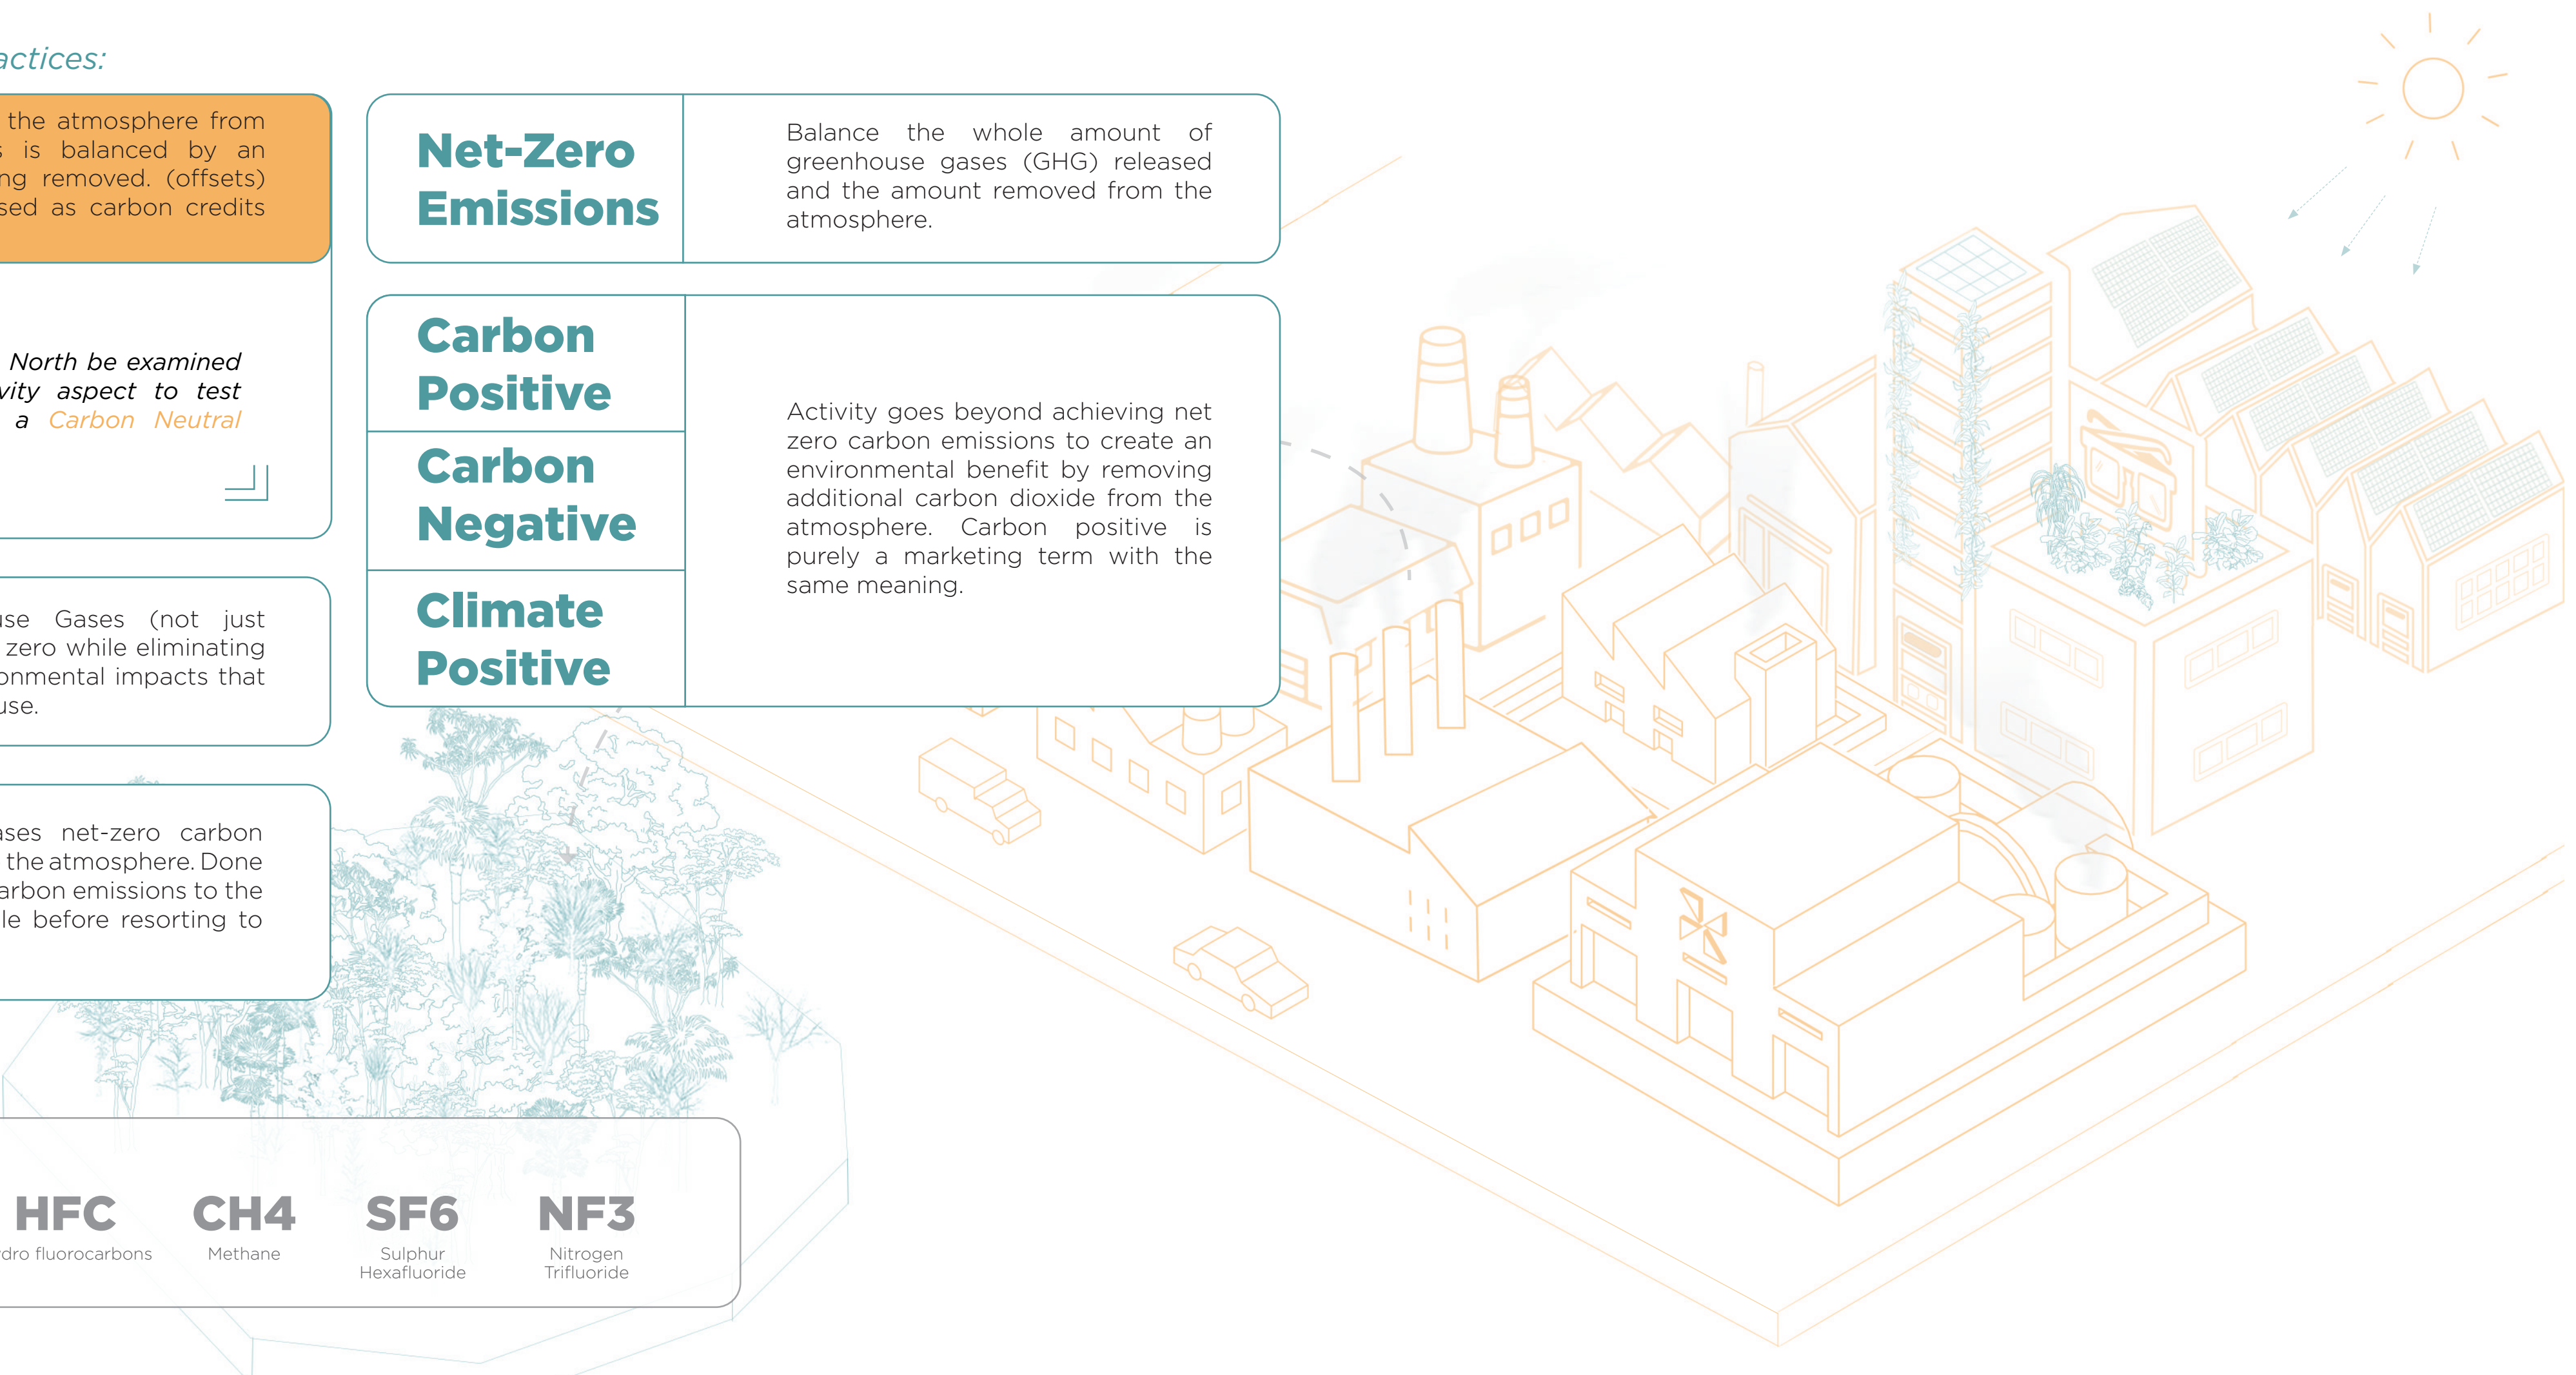 actices:
the atmosphere from
s is balanced by an
ng removed. (offsets)
sed as carbon credits
North be examined
vity aspect to test
a Carbon Neutral
use Gases (not just
zero while eliminating
onmental impacts that
use.
ases net-zero carbon
the atmosphere. Done
arbon emissions to the
le before resorting to
Net-Zero
Emissions
Balance the whole amount of
greenhouse gases (GHG) released
and the amount removed from the
atmosphere.
Carbon
Positive
Carbon
Negative
Climate
Positive
Activity goes beyond achieving net
zero carbon emissions to create an
environmental benefit by removing
additional carbon dioxide from the
atmosphere. Carbon positive is
purely a marketing term with the
same meaning.
HFC
dro fluorocarbons
CH4
Methane
SF6
Sulphur
Hexafluoride
NF3
Nitrogen
Trifluoride